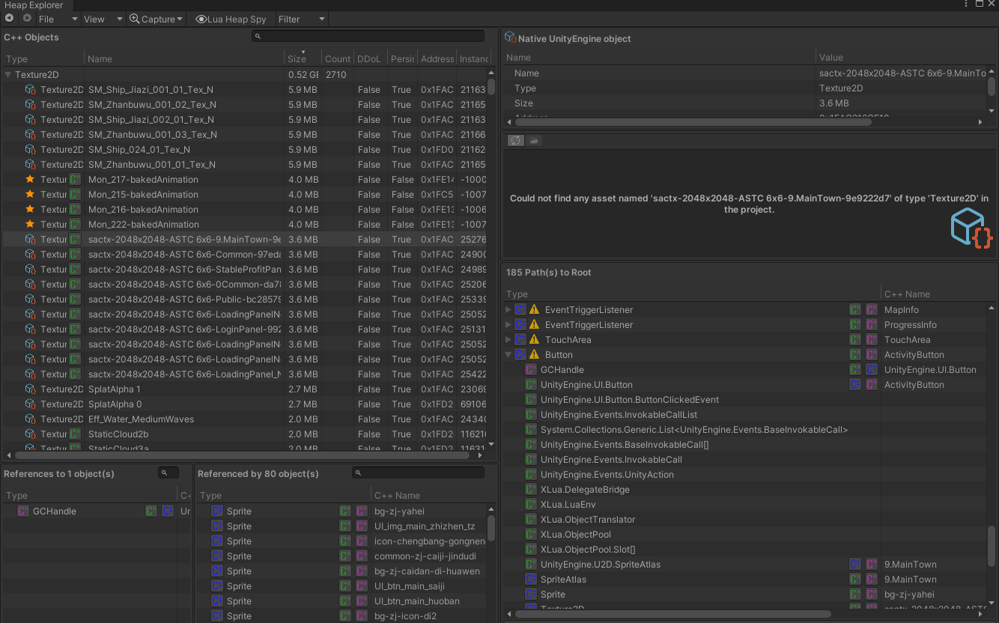 Heap Explorer
File View Capture Lua Heap Spy Filter
C++ Objects
Type Name Size Count DDoL Persis Address Instanc
Texture2D 0.52 GE 2710
Texture2D SM_Ship_Jiazi_001_01_Tex_N 5.9 MB False True 0x1FAC 21163
Texture2D SM_Zhanbuwu_001_02_Tex_N 5.9 MB False True 0x1FAC 21165
Texture2D SM_Ship_Jiazi_002_01_Tex_N 5.9 MB False True 0x1FAC 21163
Texture2D SM_Zhanbuwu_001_03_Tex_N 5.9 MB False True 0x1FAC 21166
Texture2D SM_Ship_024_01_Tex_N 5.9 MB False True 0x1FD0 21162
Texture2D SM_Zhanbuwu_001_01_Tex_N 5.9 MB False True 0x1FAC 21165
Textur C# Mon_217-bakedAnimation 4.0 MB False False 0x1FE14 -1000
Textur C# Mon_215-bakedAnimation 4.0 MB False True 0x1FC5 -1007
Textur C# Mon_216-bakedAnimation 4.0 MB False True 0x1FE13 -1006
Textur C# Mon_222-bakedAnimation 4.0 MB False True 0x1FE13 -1007
Textur C# sactx-2048x2048-ASTC 6x6-9.MainTown-9e 3.6 MB False True 0x1FAC 25276
Textur C# sactx-2048x2048-ASTC 6x6-Common-97eda 3.6 MB False True 0x1FAC 24900
Textur C# sactx-2048x2048-ASTC 6x6-StableProfitPan 3.6 MB False True 0x1FAC 24989
Textur C# sactx-2048x2048-ASTC 6x6-0Common-da78 3.6 MB False True 0x1FAC 25206
Textur C# sactx-2048x2048-ASTC 6x6-Public-bc28579 3.6 MB False True 0x1FAC 25339
Textur C# sactx-2048x2048-ASTC 6x6-LoadingPanelN 3.6 MB False True 0x1FAC 25052
Textur C# sactx-2048x2048-ASTC 6x6-LoginPanel-992 3.6 MB False True 0x1FAC 25131
Textur C# sactx-2048x2048-ASTC 6x6-LoadingPanelN 3.6 MB False True 0x1FAC 25052
Textur C# sactx-2048x2048-ASTC 6x6-LoadingPanelN 3.6 MB False True 0x1FAC 25052
Textur C# sactx-2048x2048-ASTC 6x6-LoadingPanel_N 3.6 MB False True 0x1FAC 25422
Texture2D SplatAlpha 1 2.7 MB False True 0x1FAC 23069
Texture2D SplatAlpha 0 2.7 MB False True 0x1FD2 69106
Texture2D Eff_Water_MediumWaves 2.0 MB False True 0x1FAC 24340
Textur C# StaticCloud2b 2.0 MB False True 0x1FD2 116210
Textur C# StaticCloud3a 2.0 MB False True 0x1FD2 11631
References to 1 object(s)
Type C+
C# GCHandle C# C# Ur
Referenced by 80 object(s)
Type C++ Name
Sprite C# C# bg-zj-yahei
Sprite C# C# UI_img_main_zhizhen_tz
Sprite C# C# icon-chengbang-gongnen
Sprite C# C# common-zj-caiji-jindudi
Sprite C# C# bg-zj-caidan-di-huawen
Sprite C# C# UI_btn_main_saiji
Sprite C# C# UI_btn_main_huoban
Sprite C# C# bg-zj-icon-di2
Native UnityEngine object
Name Value
Name sactx-2048x2048-ASTC 6x6-9.MainTo
Type Texture2D
Size 3.6 MB
Could not find any asset named 'sactx-2048x2048-ASTC 6x6-9.MainTown-9e9222d7' of type 'Texture2D' in
the project.
185 Path(s) to Root
Type C++ Name
EventTriggerListener C# C# MapInfo
EventTriggerListener C# C# ProgressInfo
TouchArea C# C# TouchArea
Button C# C# ActivityButton
C# GCHandle C# UnityEngine.UI.Button
C# UnityEngine.UI.Button C# ActivityButton
C# UnityEngine.UI.Button.ButtonClickedEvent
C# UnityEngine.Events.InvokableCallList
C# System.Collections.Generic.List<UnityEngine.Events.BaseInvokableCall>
C# UnityEngine.Events.BaseInvokableCall[]
C# UnityEngine.Events.InvokableCall
C# UnityEngine.Events.UnityAction
C# XLua.DelegateBridge
C# XLua.LuaEnv
C# XLua.ObjectTranslator
C# XLua.ObjectPool
C# XLua.ObjectPool.Slot[]
C# UnityEngine.U2D.SpriteAtlas C# 9.MainTown
SpriteAtlas C# C# 9.MainTown
Sprite C# C# bg-zj-yahei